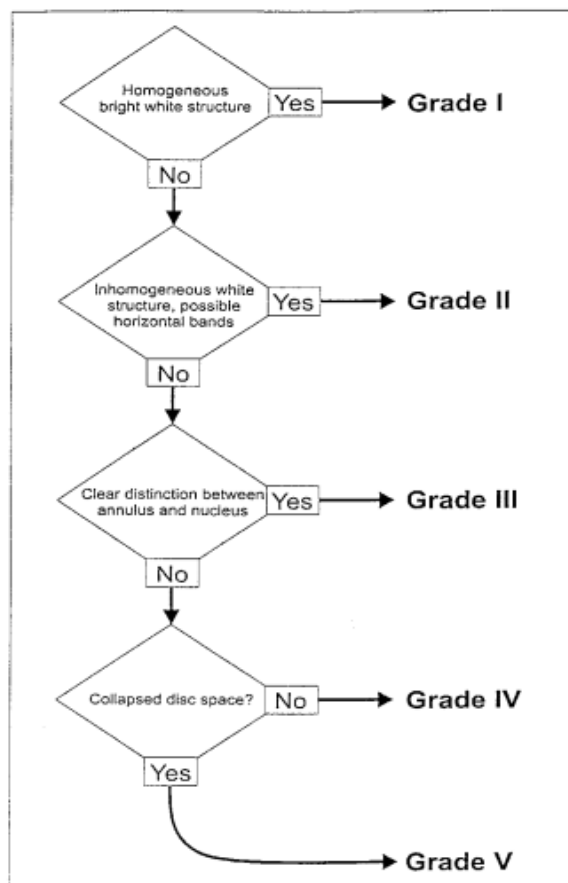 Homogeneous
bright white structure
Yes
Grade I
No
Inhomogeneous white
structure, possible
horizontal bands
Yes
Grade II
No
Clear distinction between
annulus and nucleus
Yes
Grade III
No
Collapsed disc space?
No
Grade IV
Yes
Grade V